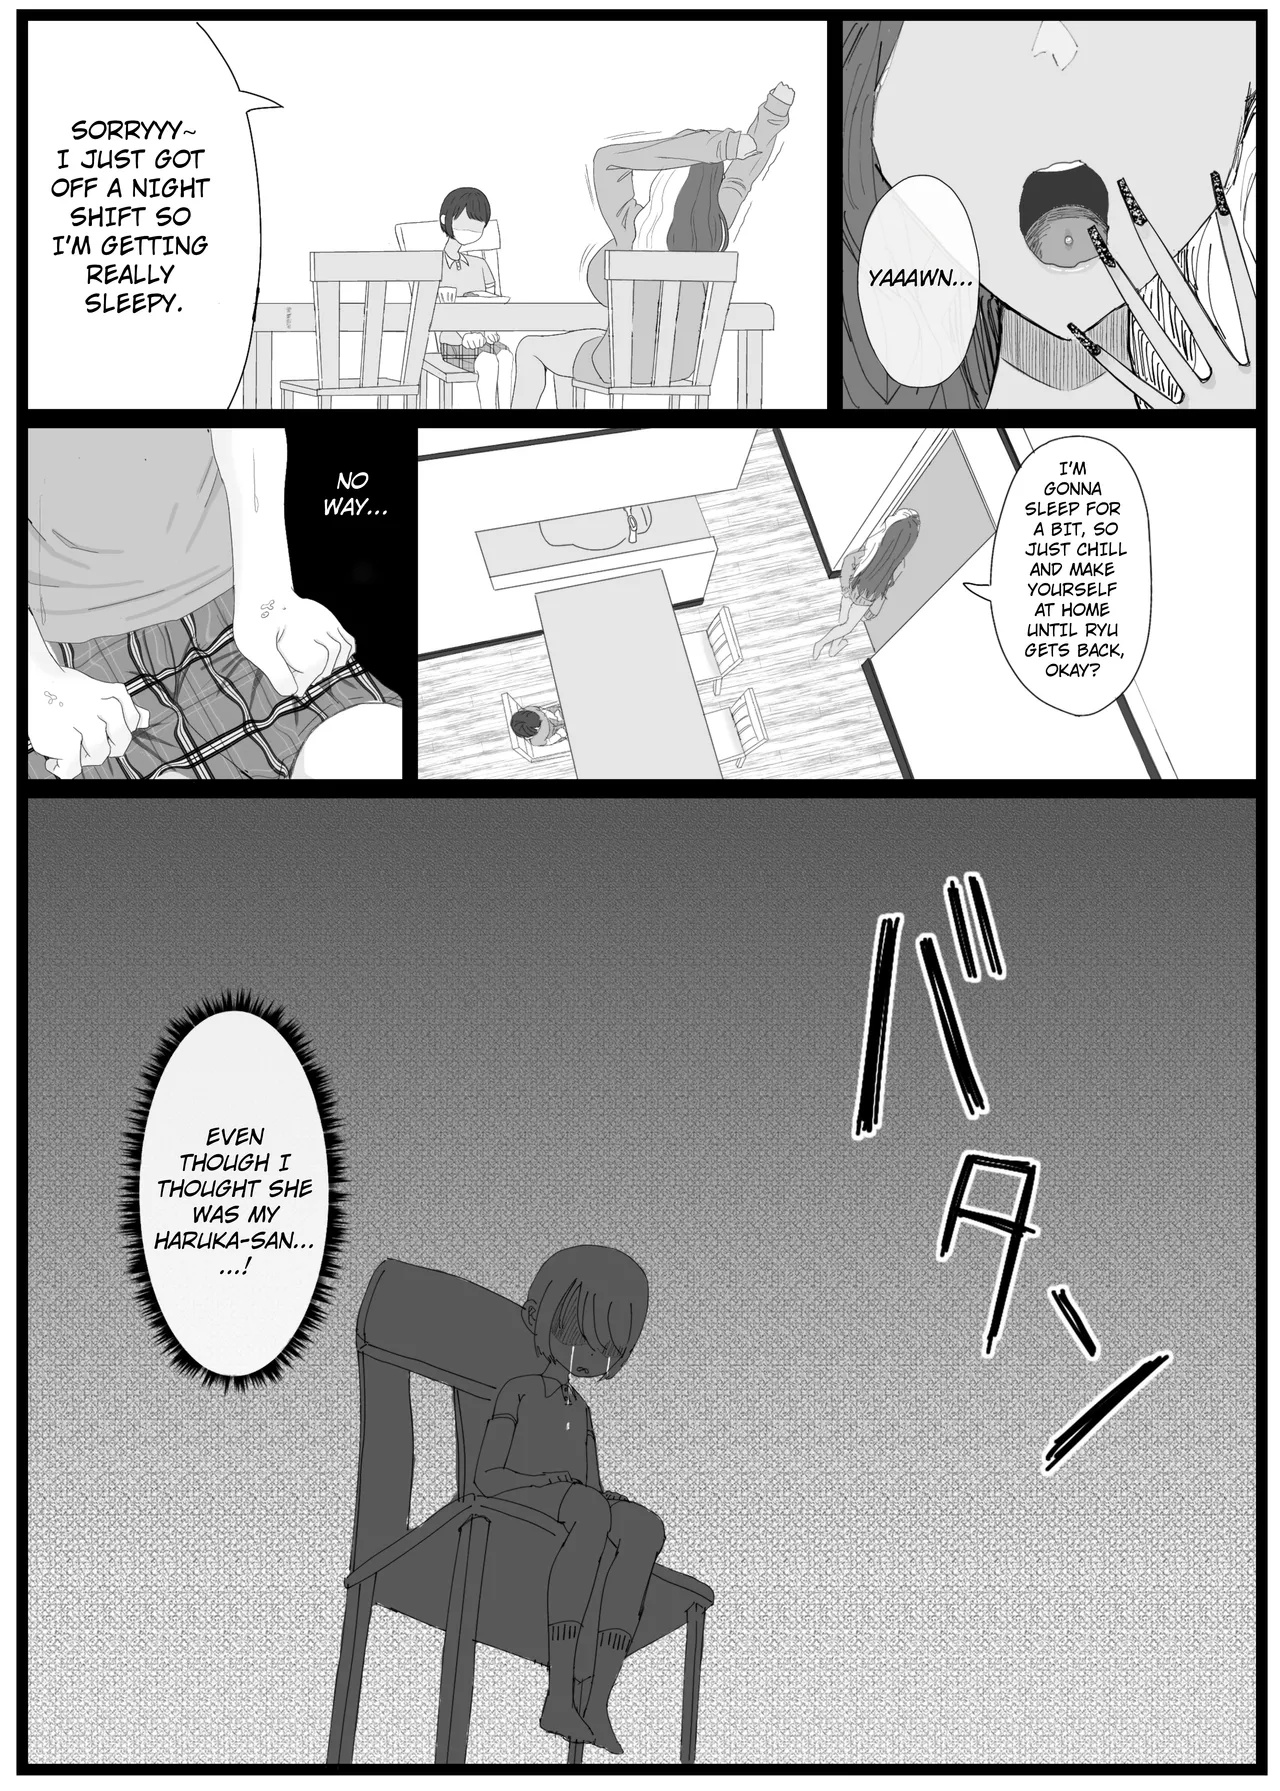 SORRYYY~
I JUST GOT
OFF A NIGHT
SHIFT SO
I'M GETTING
REALLY
SLEEPY.
YAAAWN...
NO
WAY...
I'M
GONNA
SLEEP FOR
A BIT, SO
JUST CHILL
AND MAKE
YOURSELF
AT HOME
UNTIL RYU
GETS BACK,
OKAY?
バタン
EVEN
THOUGH I
THOUGHT SHE
WAS MY
HARUKA-SAN...
...!